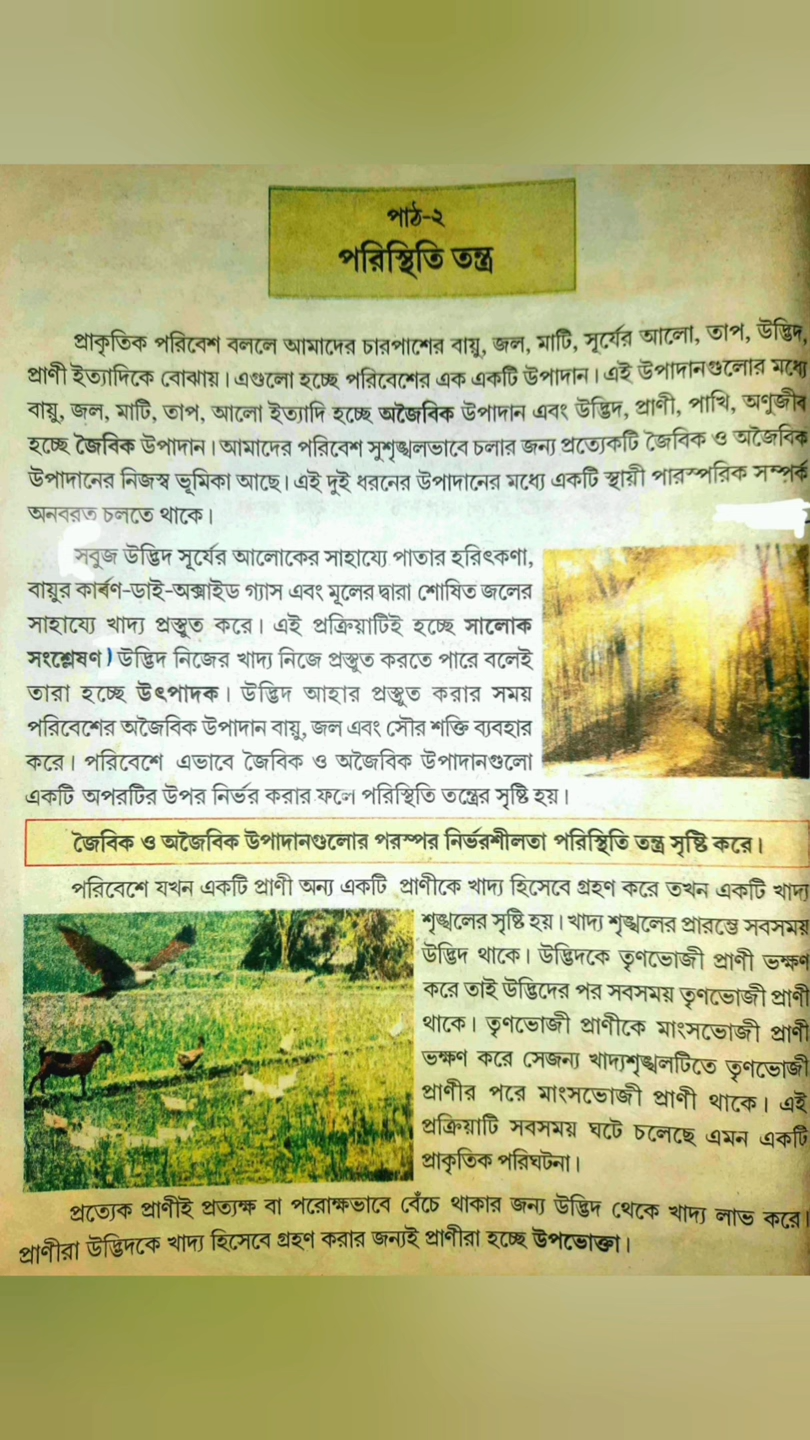 পাঠ-২
পরিস্থিতি তন্ত্র
প্রাকৃতিক পরিবেশ বললে আমাদের চারপাশের বায়ু, জল, মাটি, সূর্যের আলো, তাপ, উদ্ভিদ,
প্রাণী ইত্যাদিকে বোঝায়। এগুলো হচ্ছে পরিবেশের এক একটি উপাদান। এই উপাদানগুলোর মধ্যে
বায়ু, জল, মাটি, তাপ, আলো ইত্যাদি হচ্ছে অজৈবিক উপাদান এবং উদ্ভিদ, প্রাণী, পাখি, অণুজীব
হচ্ছে জৈবিক উপাদান। আমাদের পরিবেশ সুশৃঙ্খলভাবে চলার জন্য প্রত্যেকটি জৈবিক ও অজৈবিক
উপাদানের নিজস্ব ভূমিকা আছে। এই দুই ধরনের উপাদানের মধ্যে একটি স্থায়ী পারস্পরিক সম্পর্ক
অনবরত চলতে থাকে।
সবুজ উদ্ভিদ সূর্যের আলোকের সাহায্যে পাতার হরিৎকণা,
বায়ুর কার্বণ-ডাই-অক্সাইড গ্যাস এবং মূলের দ্বারা শোষিত জলের
সাহায্যে খাদ্য প্রস্তুত করে। এই প্রক্রিয়াটিই হচ্ছে সালোক
সংশ্লেষণ) উদ্ভিদ নিজের খাদ্য নিজে প্রস্তুত করতে পারে বলেই
তারা হচ্ছে উৎপাদক। উদ্ভিদ আহার প্রস্তুত করার সময়
পরিবেশের অজৈবিক উপাদান বায়ু, জল এবং সৌর শক্তি ব্যবহার
করে। পরিবেশে এভাবে জৈবিক ও অজৈবিক উপাদানগুলো
একটি অপরটির উপর নির্ভর করার ফলে পরিস্থিতি তন্ত্রের সৃষ্টি হয়।
জৈবিক ও অজৈবিক উপাদানগুলোর পরস্পর নির্ভরশীলতা পরিস্থিতি তন্ত্র সৃষ্টি করে।
পরিবেশে যখন একটি প্রাণী অন্য একটি প্রাণীকে খাদ্য হিসেবে গ্রহণ করে তখন একটি খাদ্য
শৃঙ্খলের সৃষ্টি হয়। খাদ্য শৃঙ্খলের প্রারম্ভে সবসময়
উদ্ভিদ থাকে। উদ্ভিদকে তৃণভোজী প্রাণী ভক্ষণ
করে তাই উদ্ভিদের পর সবসময় তৃণভোজী প্রাণী
থাকে। তৃণভোজী প্রাণীকে মাংসভোজী প্রাণী
ভক্ষণ করে সেজন্য খাদ্যশৃঙ্খলটিতে তৃণভোজী
প্রাণীর পরে মাংসভোজী প্রাণী থাকে। এই
প্রক্রিয়াটি সবসময় ঘটে চলেছে এমন একটি
প্রাকৃতিক পরিঘটনা।
প্রত্যেক প্রাণীই প্রত্যক্ষ বা পরোক্ষভাবে বেঁচে থাকার জন্য উদ্ভিদ থেকে খাদ্য লাভ করে।
প্রাণীরা উদ্ভিদকে খাদ্য হিসেবে গ্রহণ করার জন্যই প্রাণীরা হচ্ছে উপভোক্তা।